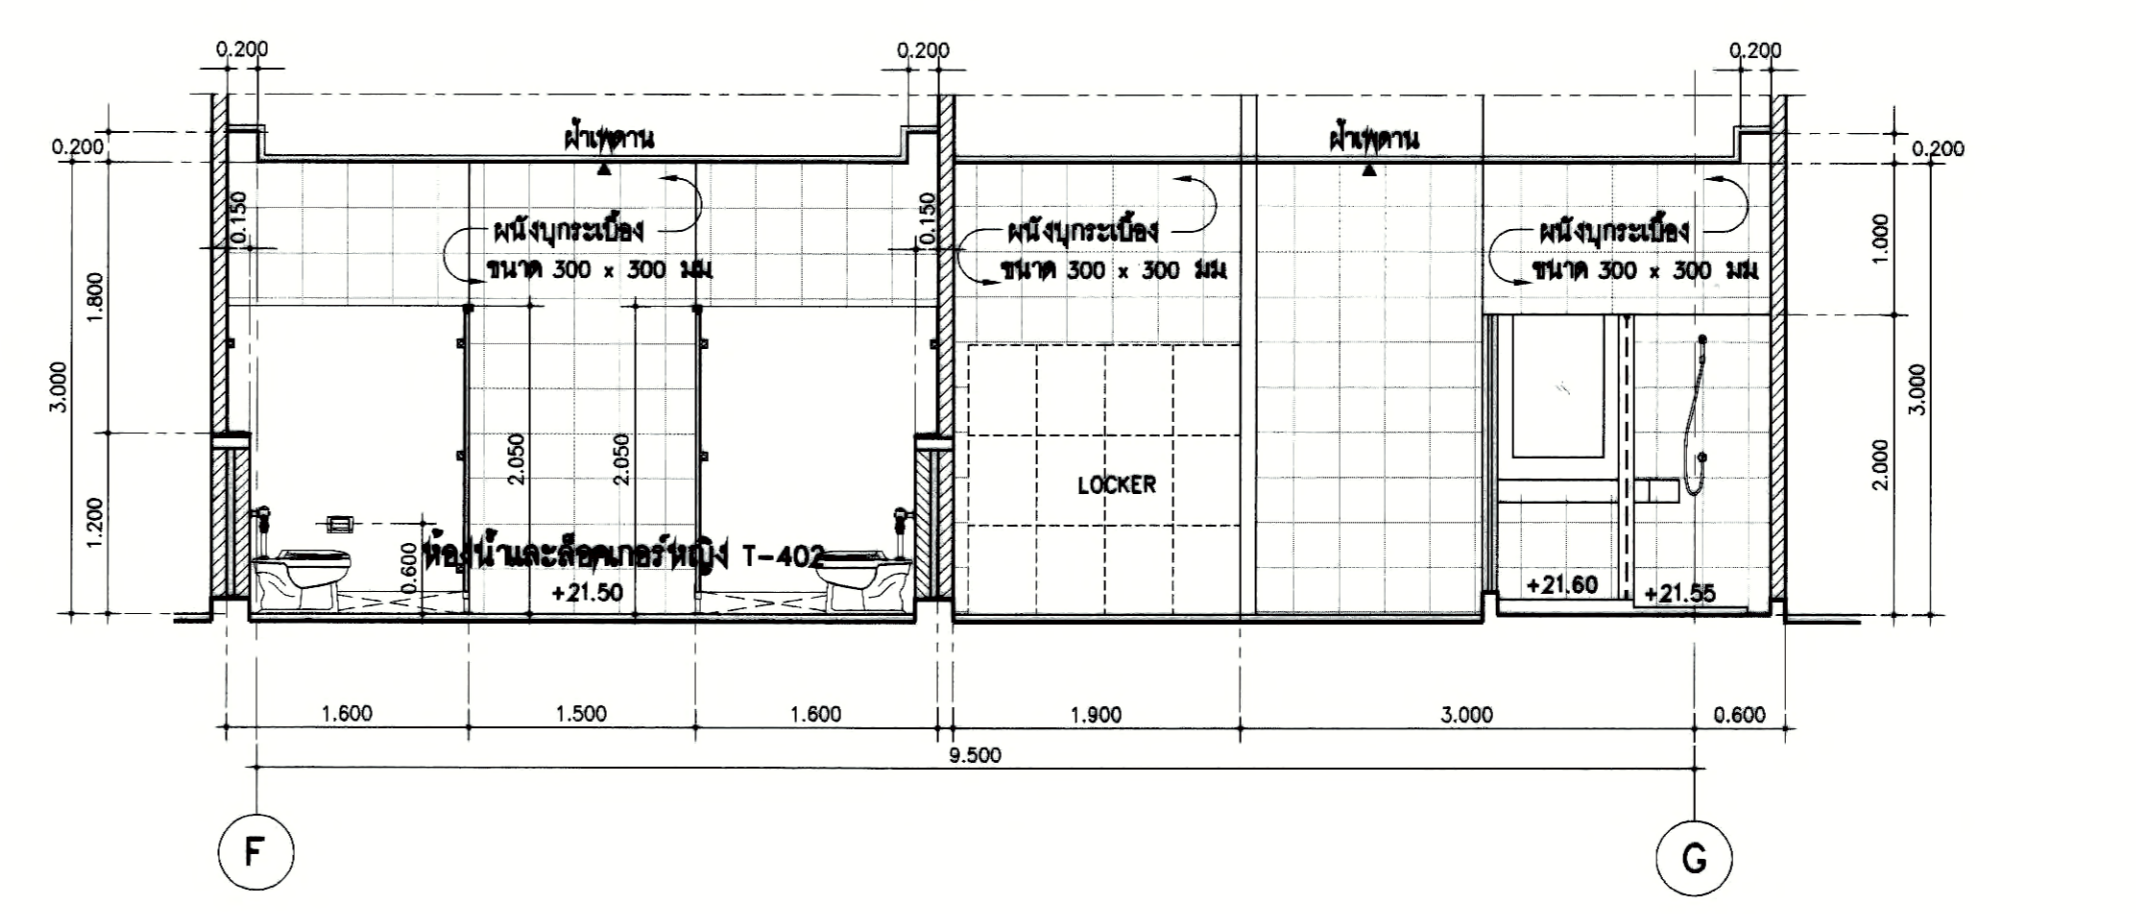 0.200 0.200 0.200
ฝ้าเพดาน ฝ้าเพดาน
0.200 0.200
0.150 0.150
ผนังบุกระเบื้อง ผนังบุกระเบื้อง ผนังบุกระเบื้อง
ขนาด 300 x 300 มม ขนาด 300 x 300 มม ขนาด 300 x 300 มม
1.000
1.800
3.000 3.000
2.050 2.050
2.000
LOCKER
1.200
0.600
ห้องน้ำและล็อคเกอร์หญิง T-402
+21.50 +21.60 +21.55
1.600 1.500 1.600 1.900 3.000 0.600
9.500
F G